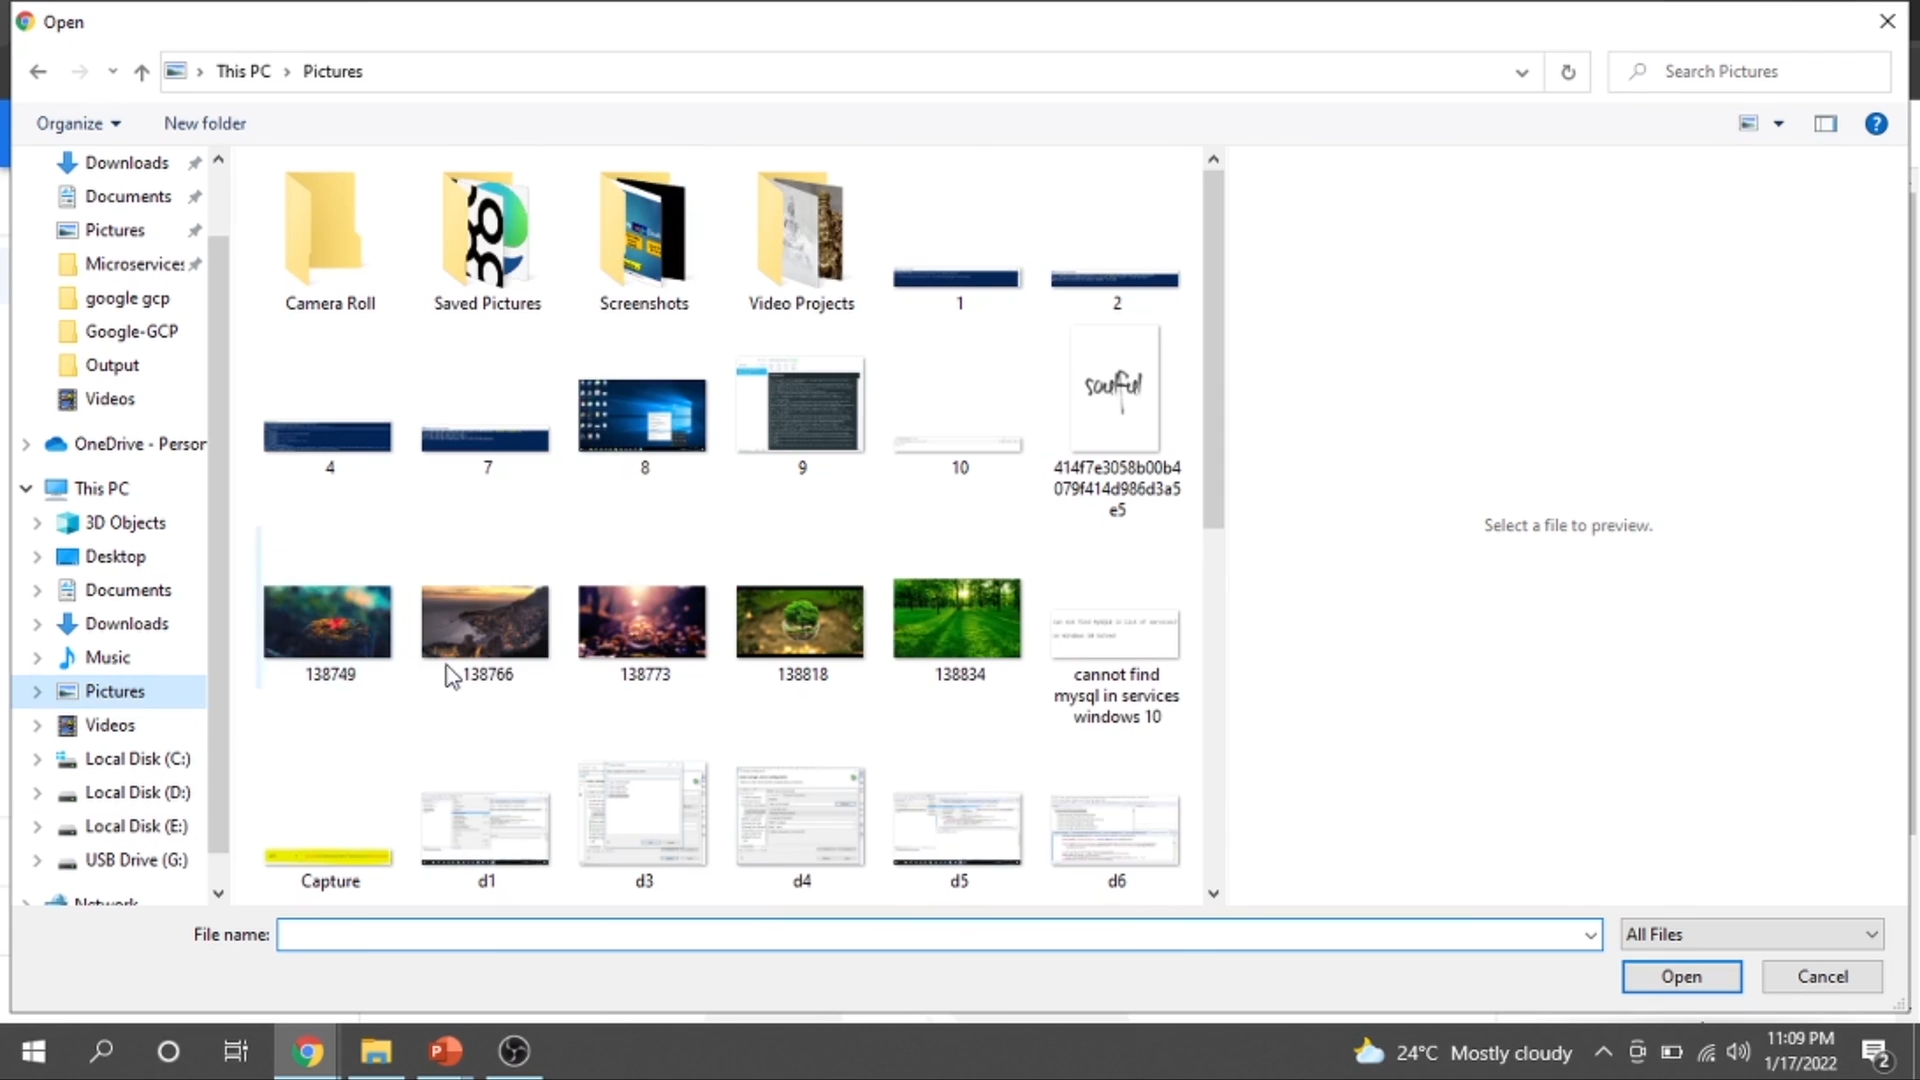 Open
This PC
Pictures
Search Pictures
Organize
New folder
Downloads
Documents
Pictures
Microservices
google gcp
Google-GCP
Output
Videos
OneDrive - Person
This PC
3D Objects
Desktop
Documents
Downloads
Music
Pictures
Videos
Local Disk (C:)
Local Disk (D:)
Local Disk (E:)
USB Drive (G:)
Network
Camera Roll
Saved Pictures
Screenshots
Video Projects
1
2
soulful
4
7
8
9
10
414f7e3058b00b4
079f414d986d3a5
e5
138749
138766
138773
138818
138834
cannot find
mysql in services
windows 10
Capture
d1
d3
d4
d5
d6
Select a file to preview.
File name:
All Files
Open
Cancel
24°C Mostly cloudy
11:09 PM
1/17/2022
2